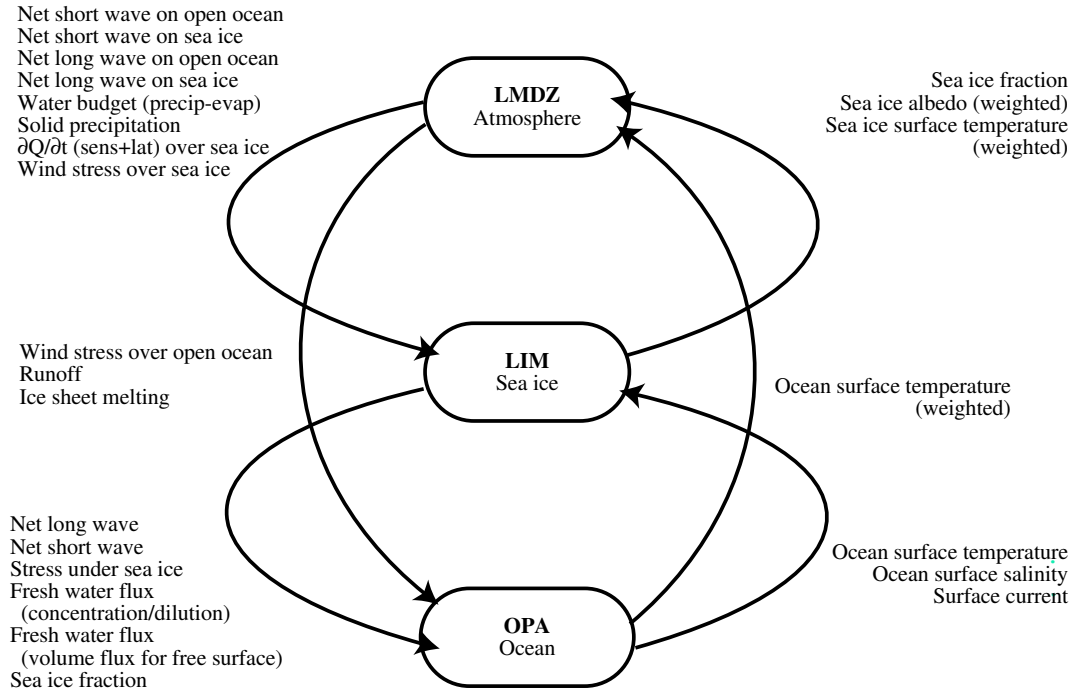 Net short wave on open ocean
Net short wave on sea ice
Net long wave on open ocean
Net long wave on sea ice
Water budget (precip-evap)
Solid precipitation
∂Q/∂t (sens+lat) over sea ice
Wind stress over sea ice
LMDZ
Atmosphere
Sea ice fraction
Sea ice albedo (weighted)
Sea ice surface temperature
(weighted)
Wind stress over open ocean
Runoff
Ice sheet melting
LIM
Sea ice
Ocean surface temperature
(weighted)
Net long wave
Net short wave
Stress under sea ice
Fresh water flux
(concentration/dilution)
Fresh water flux
(volume flux for free surface)
Sea ice fraction
OPA
Ocean
Ocean surface temperature
Ocean surface salinity
Surface current